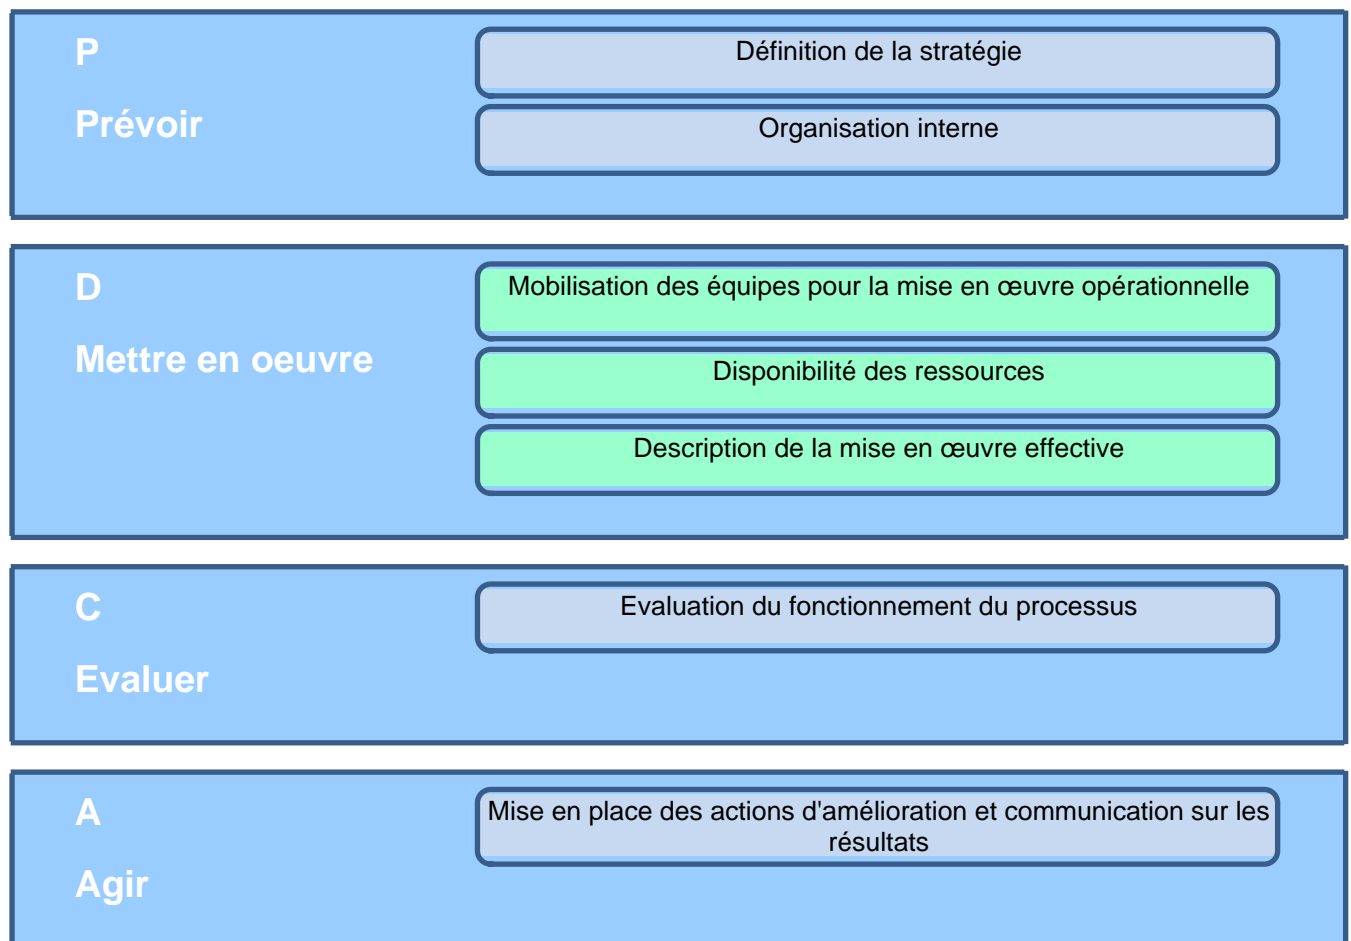 P
Prévoir
Définition de la stratégie
Organisation interne
D
Mettre en oeuvre
Mobilisation des équipes pour la mise en œuvre opérationnelle
Disponibilité des ressources
Description de la mise en œuvre effective
C
Evaluer
Evaluation du fonctionnement du processus
A
Agir
Mise en place des actions d'amélioration et communication sur les
résultats